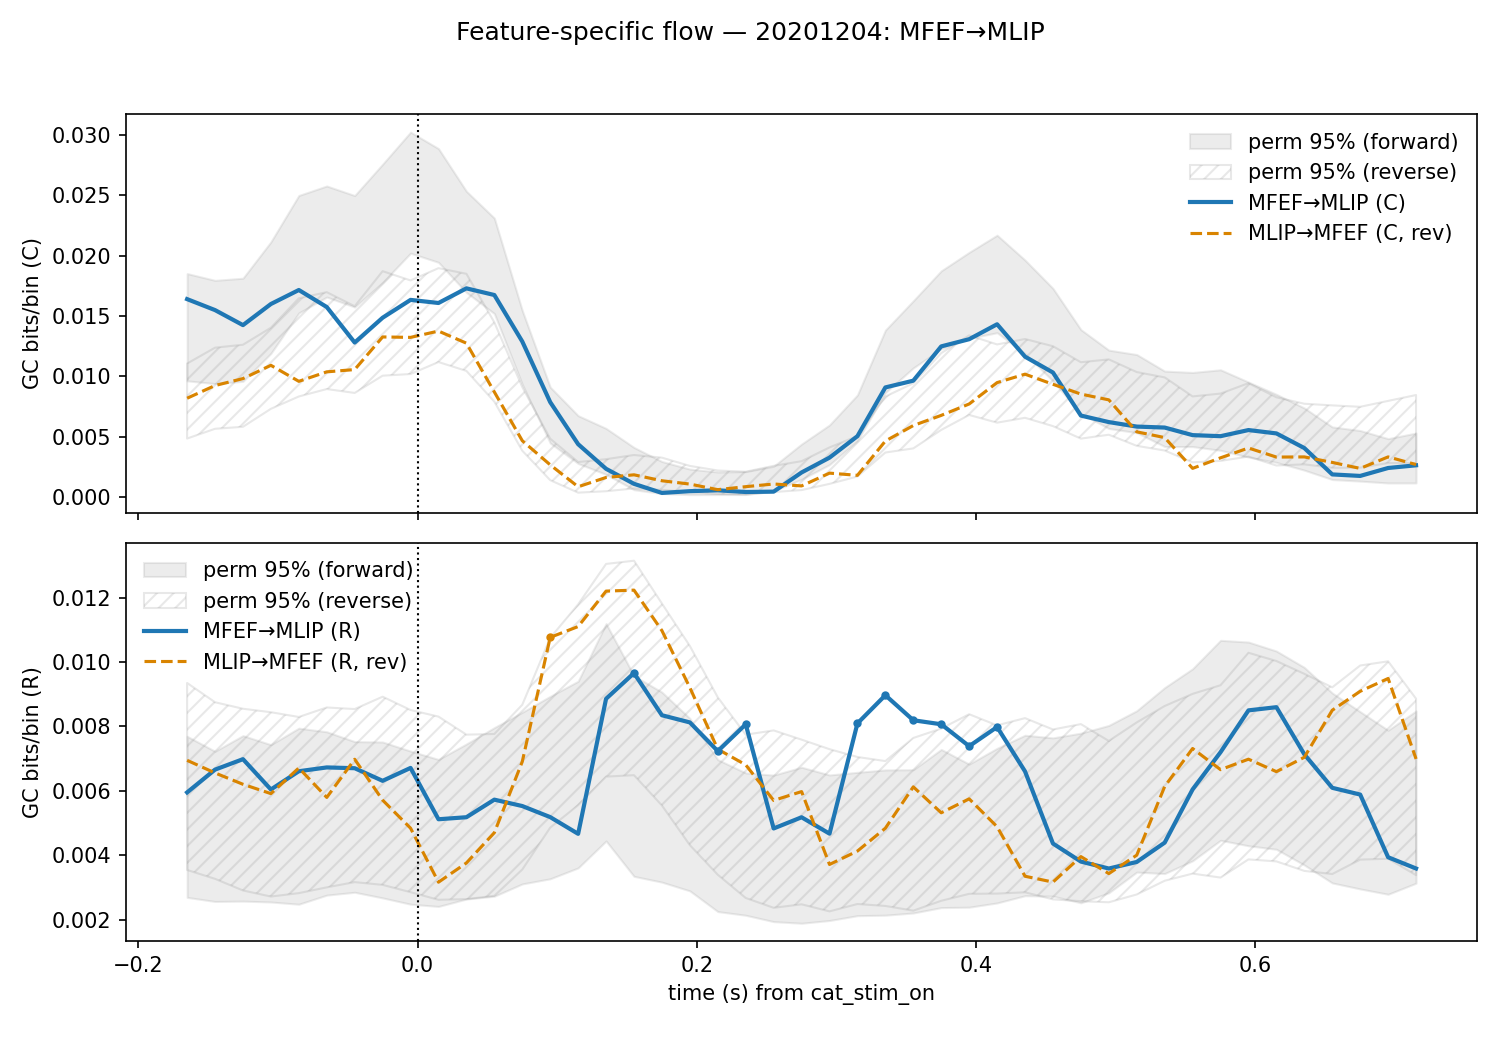 Feature-specific flow — 20201204: MFEF→MLIP
GC bits/bin (C)
0.030
0.025
0.020
0.015
0.010
0.005
0.000
perm 95% (forward)
perm 95% (reverse)
MFEF→MLIP (C)
MLIP→MFEF (C, rev)
GC bits/bin (R)
0.012
0.010
0.008
0.006
0.004
0.002
perm 95% (forward)
perm 95% (reverse)
MFEF→MLIP (R)
MLIP→MFEF (R, rev)
−0.2 0.0 0.2 0.4 0.6
time (s) from cat_stim_on